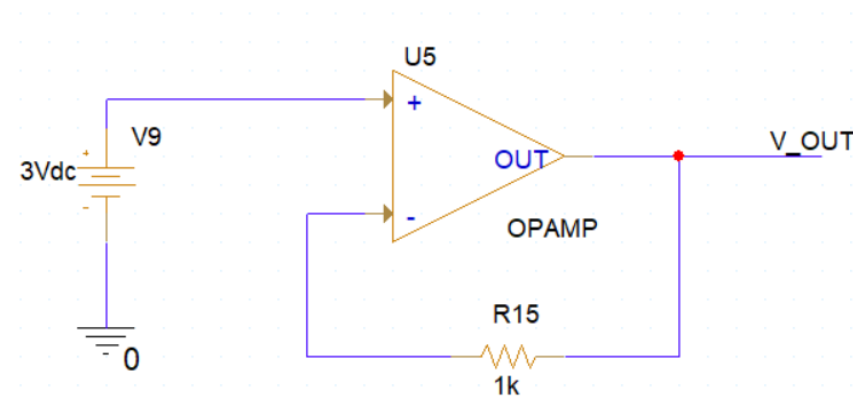 U5
+
V9
+
3Vdc
-
OUT
V_OUT
-
OPAMP
R15
0
1k